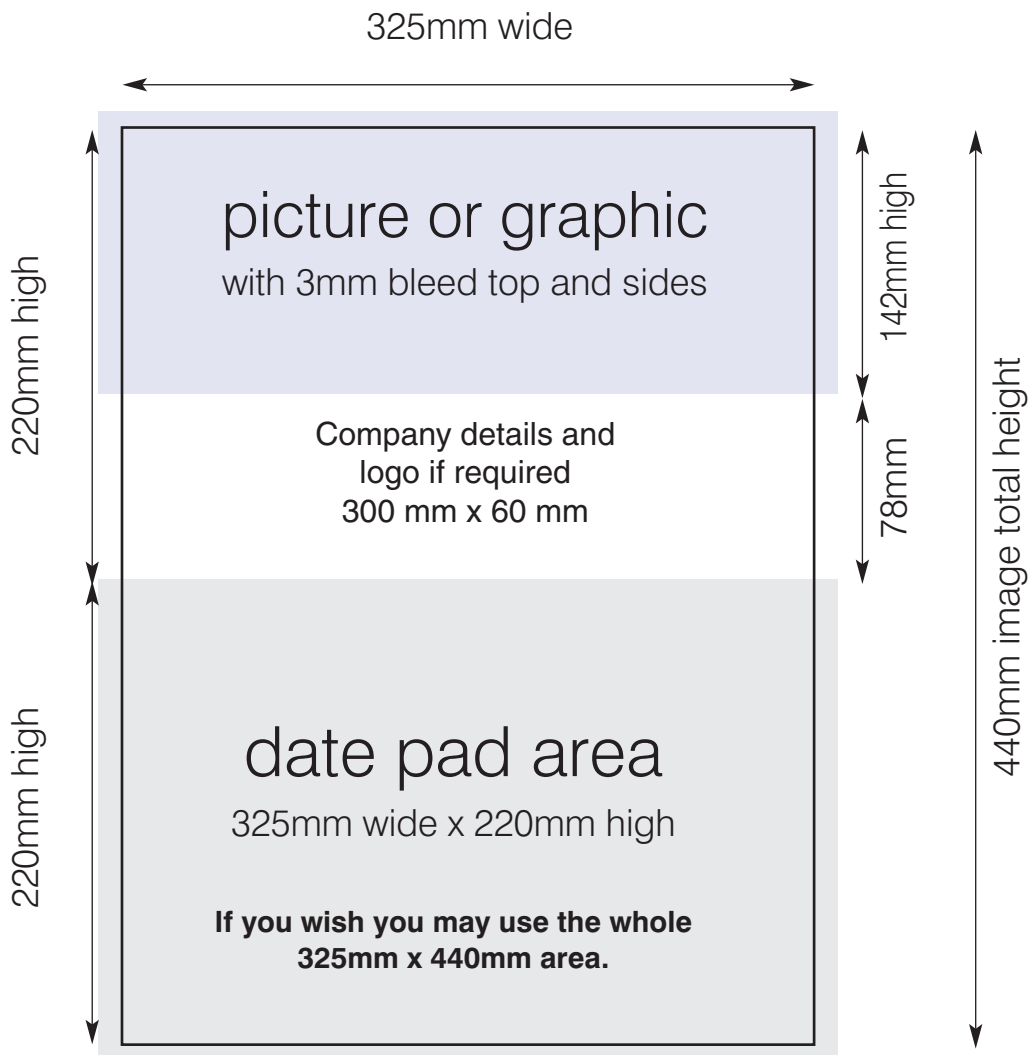 325mm wide
picture or graphic
with 3mm bleed top and sides
220mm high
142mm high
Company details and
logo if required
300 mm x 60 mm
78mm
440mm image total height
date pad area
325mm wide x 220mm high
220mm high
If you wish you may use the whole
325mm x 440mm area.